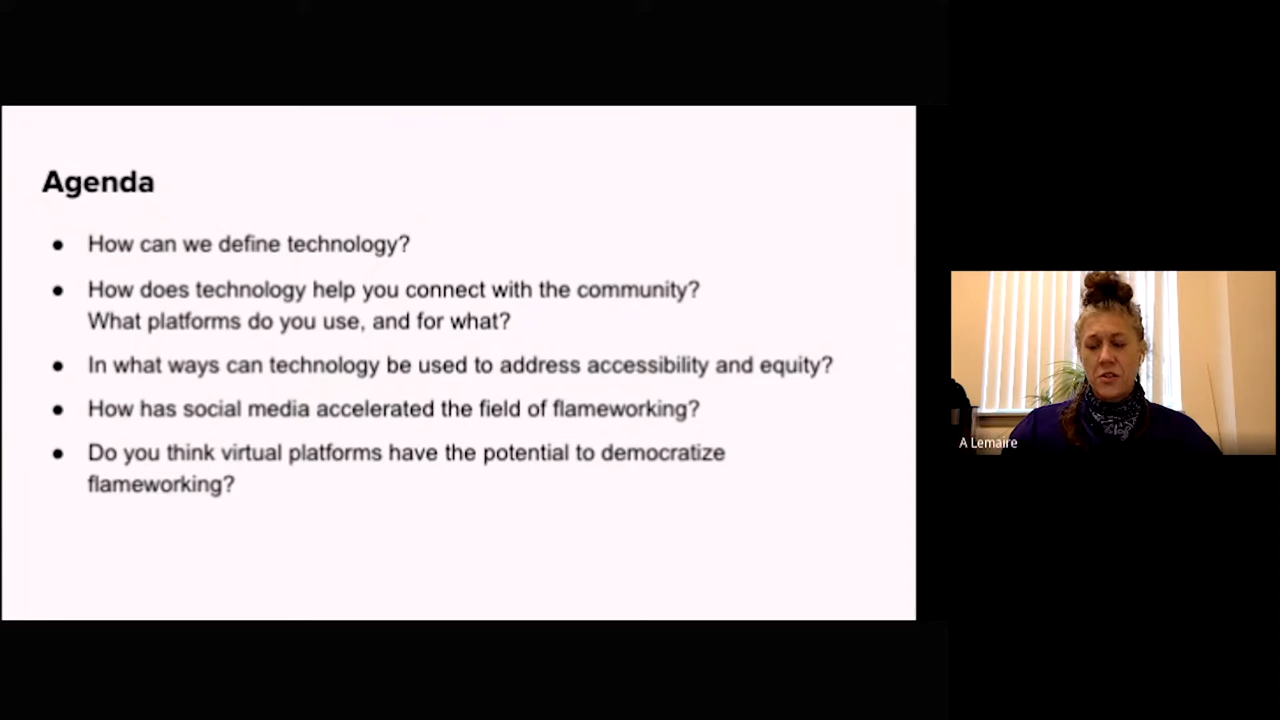 Agenda
● How can we define technology?
● How does technology help you connect with the community?
What platforms do you use, and for what?
● In what ways can technology be used to address accessibility and equity?
● How has social media accelerated the field of flameworking?
● Do you think virtual platforms have the potential to democratize
flameworking?
A Lemaire